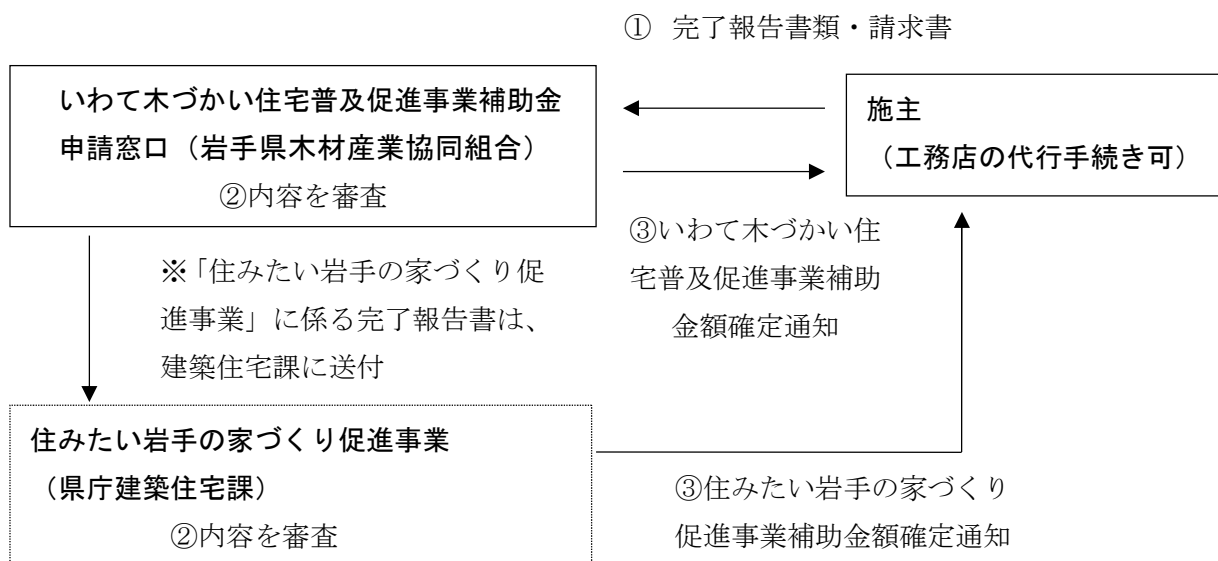 ① 完了報告書類・請求書
いわて木づかい住宅普及促進事業補助金
申請窓口（岩手県木材産業協同組合）
②内容を審査
施主
（工務店の代行手続き可）
③いわて木づかい住
宅普及促進事業補助
金額確定通知
※「住みたい岩手の家づくり促
進事業」に係る完了報告書は、
建築住宅課に送付
住みたい岩手の家づくり促進事業
（県庁建築住宅課）
②内容を審査
③住みたい岩手の家づくり
促進事業補助金額確定通知